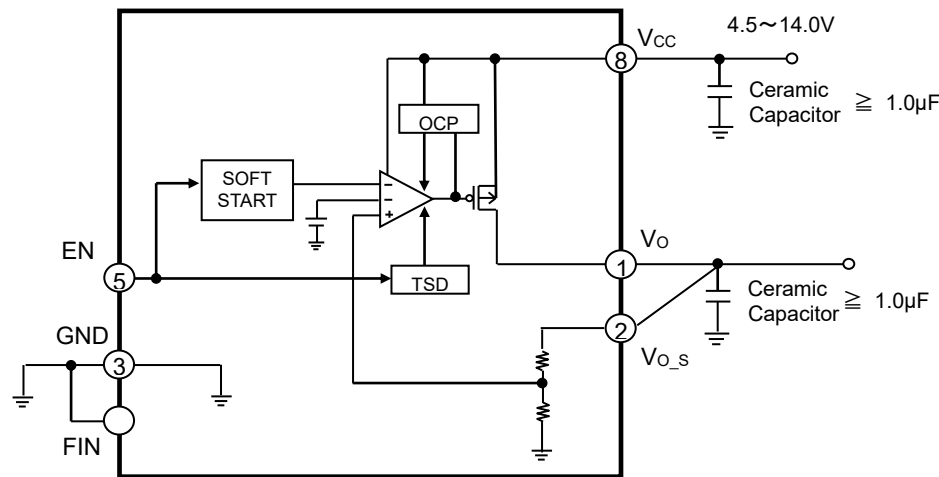 4.5～14.0V
VCC
8
Ceramic
Capacitor ≧ 1.0µF
OCP
SOFT
START
−
−
+
EN
5
TSD
VO
1
Ceramic
Capacitor ≧ 1.0µF
GND
3
2
VO_S
FIN